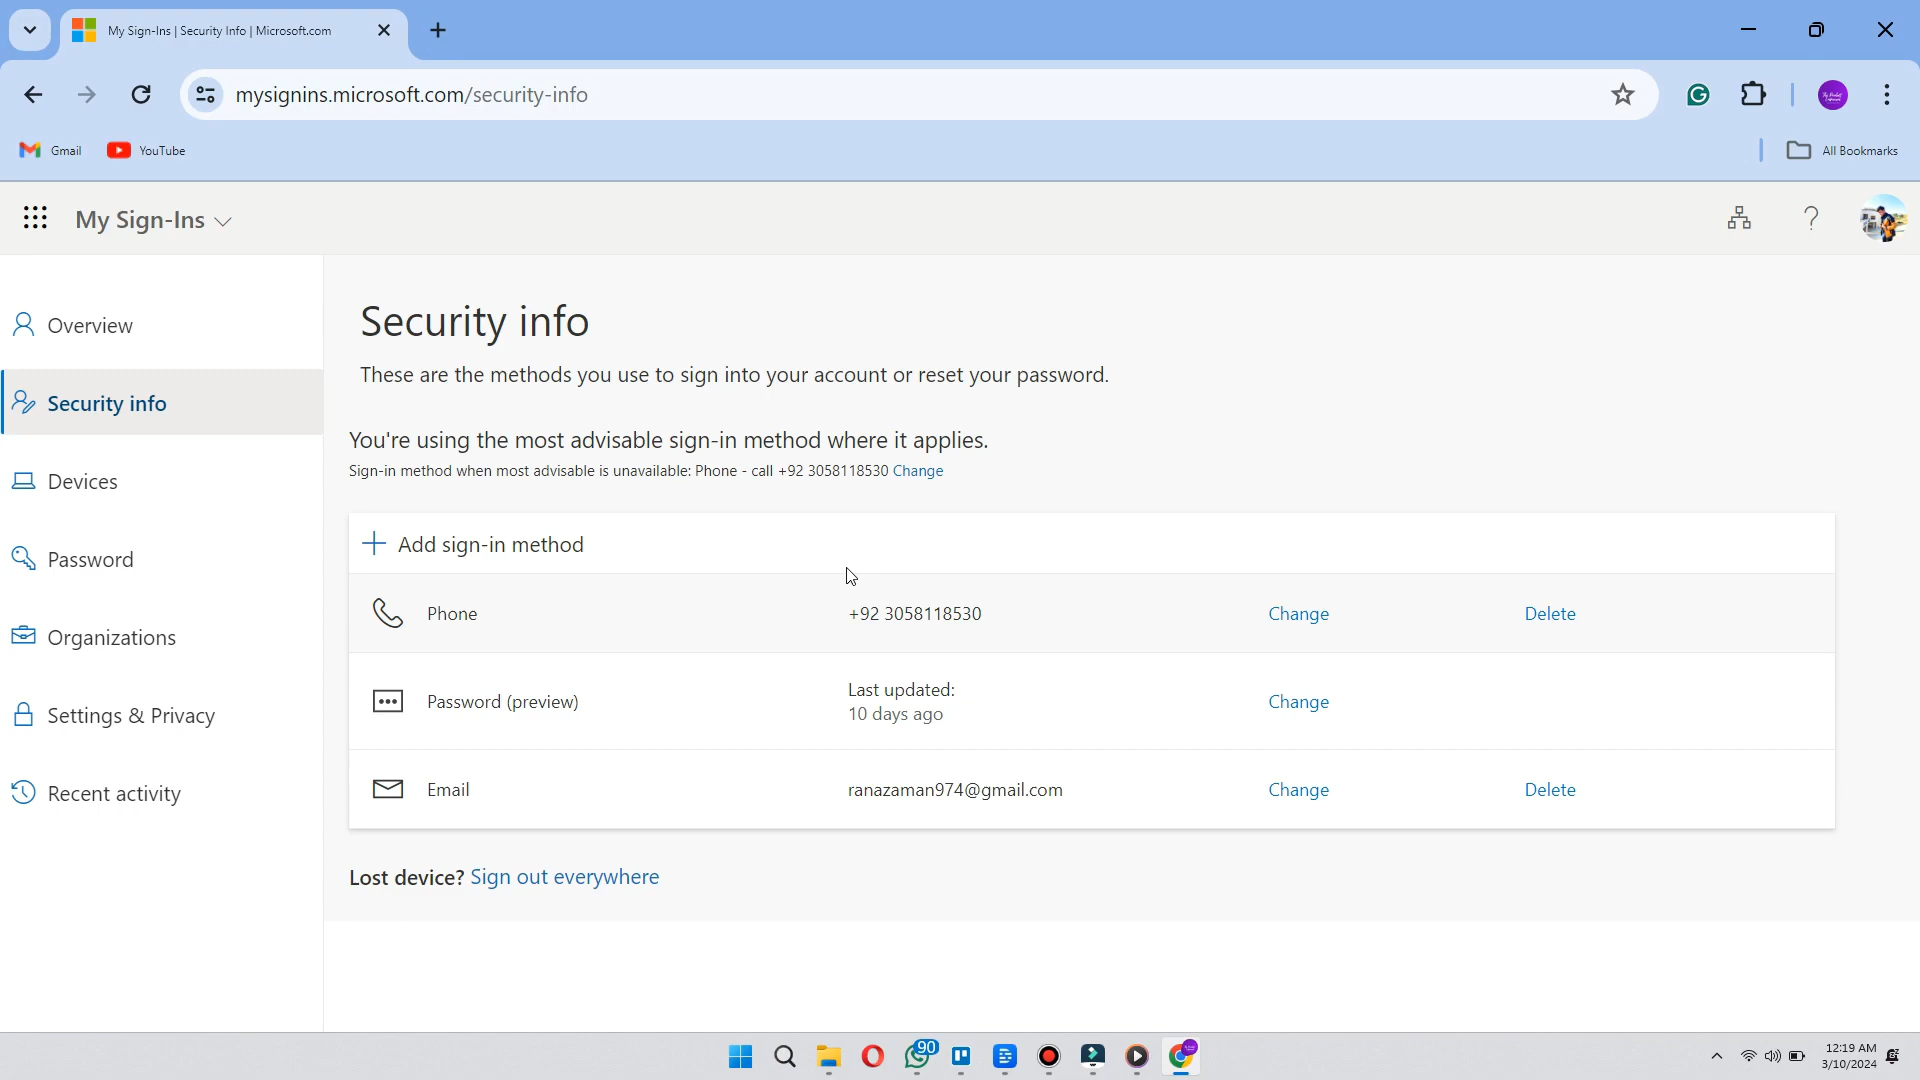 My Sign-Ins | Security Info | Microsoft.com
mysignins.microsoft.com/security-info
Gmail
YouTube
All Bookmarks
My Sign-Ins
Overview
Security info
Devices
Password
Organizations
Settings & Privacy
Recent activity
Security info
These are the methods you use to sign into your account or reset your password.
You're using the most advisable sign-in method where it applies.
Sign-in method when most advisable is unavailable: Phone - call +92 3058118530 Change
Add sign-in method
Phone +92 3058118530 Change Delete
Password (preview) Last updated: Change
10 days ago
Email ranazaman974@gmail.com Change Delete
Lost device? Sign out everywhere
90
12:19 AM
3/10/2024